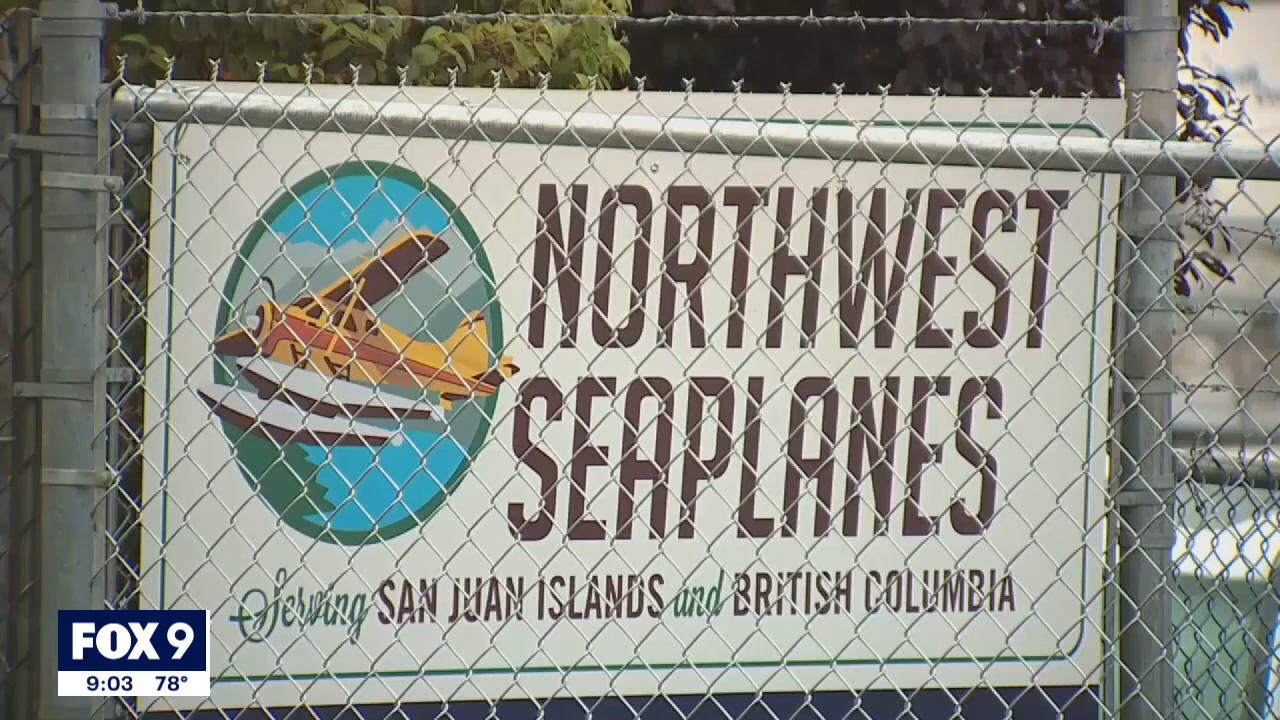 NORTHWEST
SEAPLANES
Serving SAN JUAN ISLANDS and BRITISH COLUMBIA
FOX 9
9:03 78°